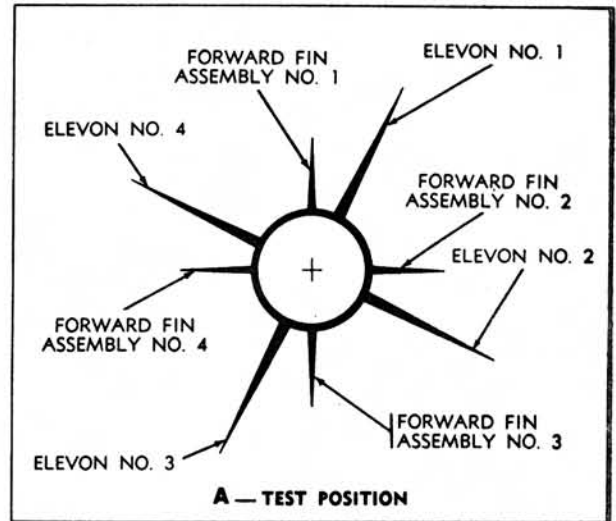 FORWARD FIN
ASSEMBLY NO. 1
ELEVON NO. 1
ELEVON NO. 4
FORWARD FIN
ASSEMBLY NO. 2
ELEVON NO. 2
FORWARD FIN
ASSEMBLY NO. 4
FORWARD FIN
ASSEMBLY NO. 3
ELEVON NO. 3
A — TEST POSITION